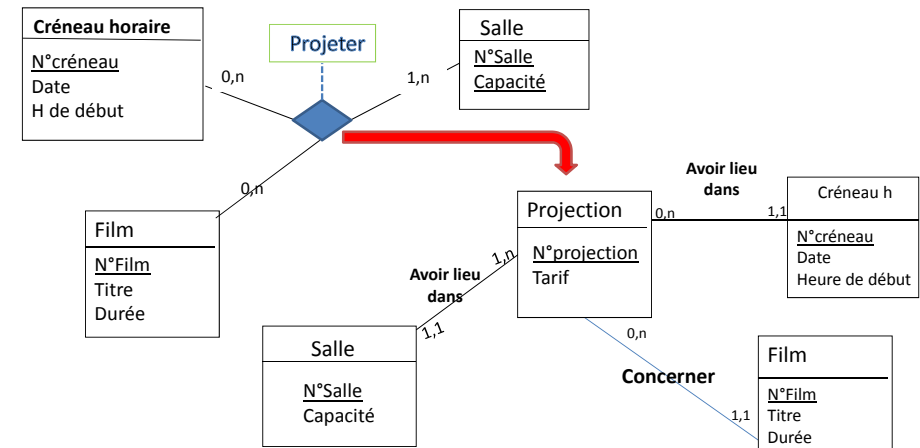 Créneau horaire
N°créneau
Date
H de début
Projeter
Salle
N°Salle
Capacité
0,n
1,n
0,n
Film
N°Film
Titre
Durée
Projection
N°projection
Tarif
Avoir lieu
dans
0,n
1,1
Créneau h
N°créneau
Date
Heure de début
Avoir lieu
dans
1,n
1,1
Salle
N°Salle
Capacité
0,n
Concerner
1,1
Film
N°Film
Titre
Durée